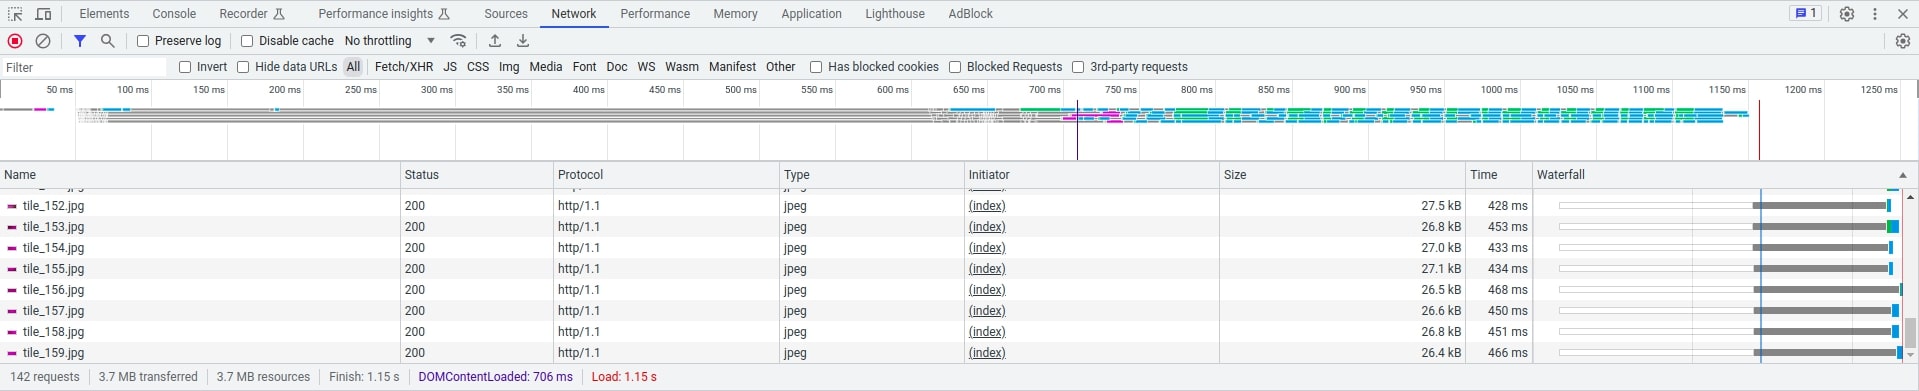 Elements Console Recorder Performance insights Sources Network Performance Memory Application Lighthouse AdBlock 1
Preserve log Disable cache No throttling
Filter Invert Hide data URLs All Fetch/XHR JS CSS Img Media Font Doc WS Wasm Manifest Other Has blocked cookies Blocked Requests 3rd-party requests
50 ms 100 ms 150 ms 200 ms 250 ms 300 ms 350 ms 400 ms 450 ms 500 ms 550 ms 600 ms 650 ms 700 ms 750 ms 800 ms 850 ms 900 ms 950 ms 1000 ms 1050 ms 1100 ms 1150 ms 1200 ms 1250 ms
Name Status Protocol Type Initiator Size Time Waterfall
tile_152.jpg 200 http/1.1 jpeg (index) 27.5 kB 428 ms
tile_153.jpg 200 http/1.1 jpeg (index) 26.8 kB 453 ms
tile_154.jpg 200 http/1.1 jpeg (index) 27.0 kB 433 ms
tile_155.jpg 200 http/1.1 jpeg (index) 27.1 kB 434 ms
tile_156.jpg 200 http/1.1 jpeg (index) 26.5 kB 468 ms
tile_157.jpg 200 http/1.1 jpeg (index) 26.6 kB 450 ms
tile_158.jpg 200 http/1.1 jpeg (index) 26.8 kB 451 ms
tile_159.jpg 200 http/1.1 jpeg (index) 26.4 kB 466 ms
142 requests 3.7 MB transferred 3.7 MB resources Finish: 1.15 s DOMContentLoaded: 706 ms Load: 1.15 s